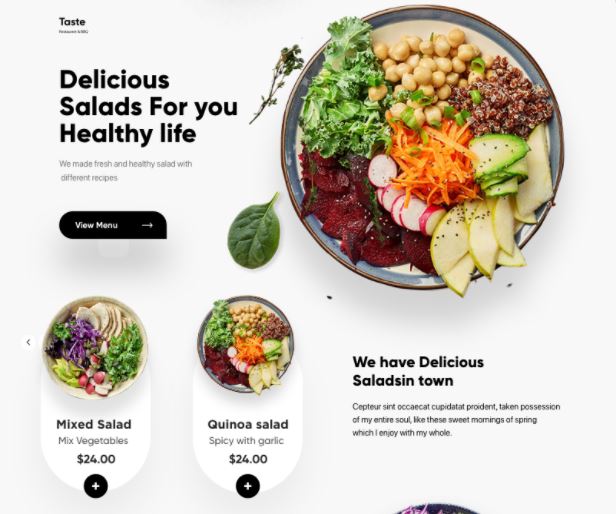 Taste
Restaurant & BBQ
Delicious
Salads For you
Healthy life
We made fresh and healthy salad with
different recipes
View Menu
Mixed Salad
Mix Vegetables
$24.00
Quinoa salad
Spicy with garlic
$24.00
We have Delicious
Saladsin town
Cepteur sint occaecat cupidatat proident, taken possession
of my entire soul, like these sweet mornings of spring
which I enjoy with my whole.